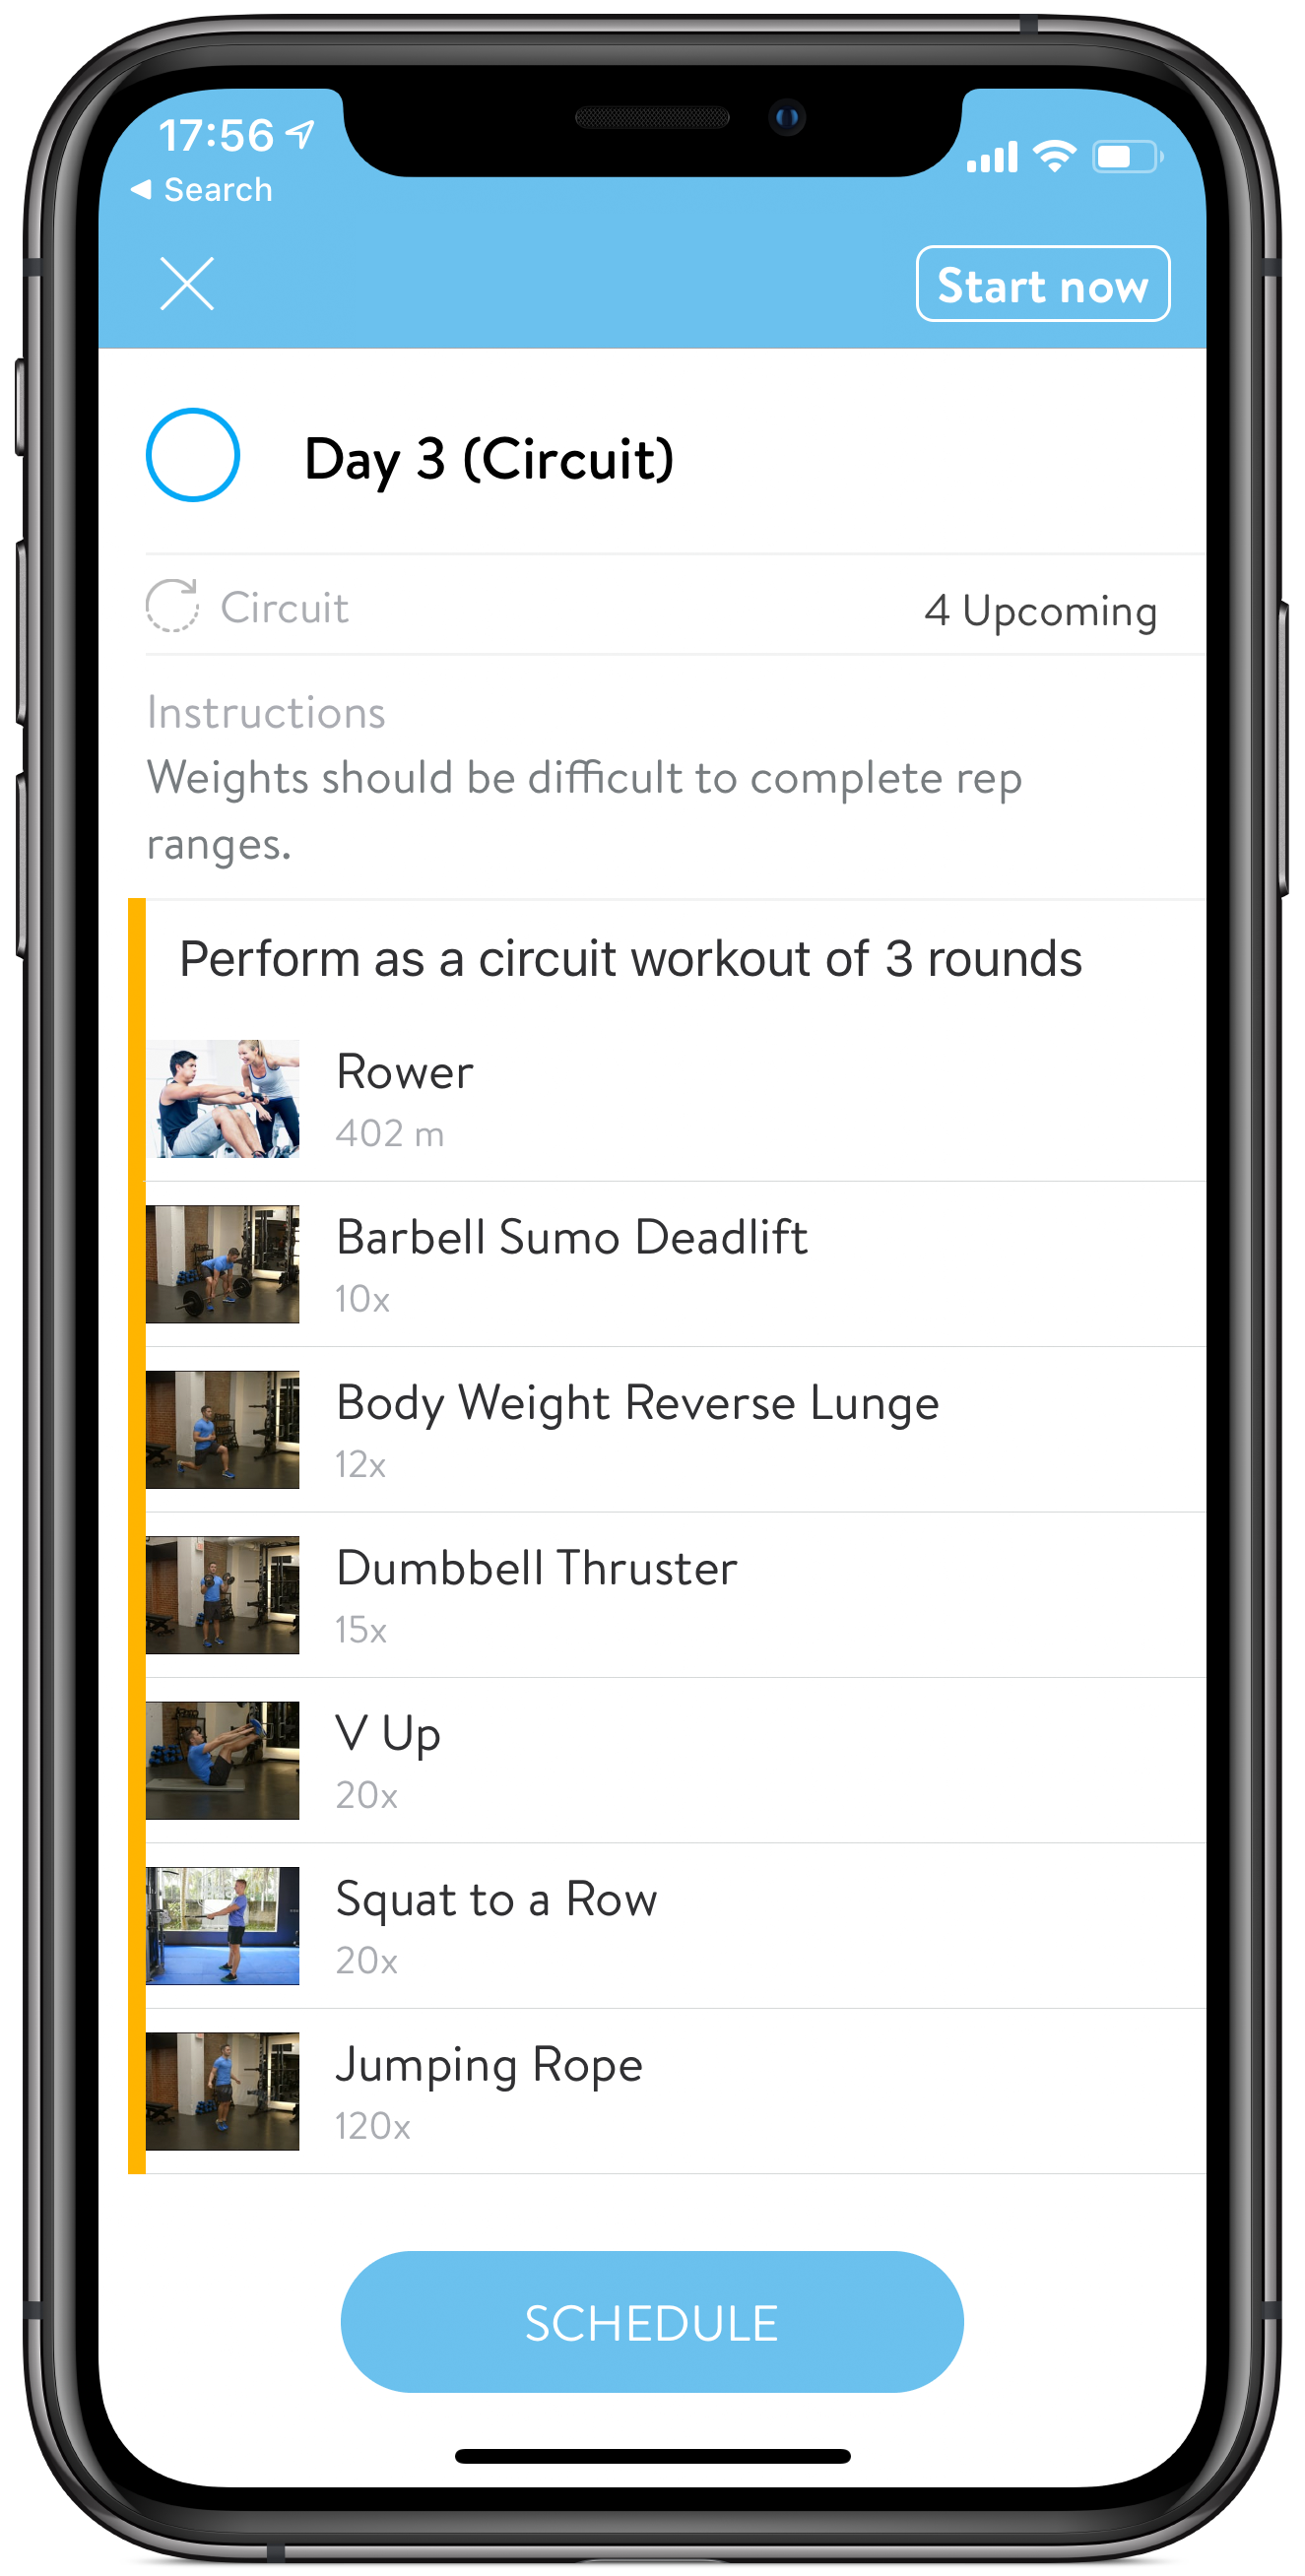 17:56
◀ Search
Start now
Day 3 (Circuit)
Circuit
4 Upcoming
Instructions
Weights should be difficult to complete rep
ranges.
Perform as a circuit workout of 3 rounds
Rower
402 m
Barbell Sumo Deadlift
10x
Body Weight Reverse Lunge
12x
Dumbbell Thruster
15x
V Up
20x
Squat to a Row
20x
Jumping Rope
120x
SCHEDULE